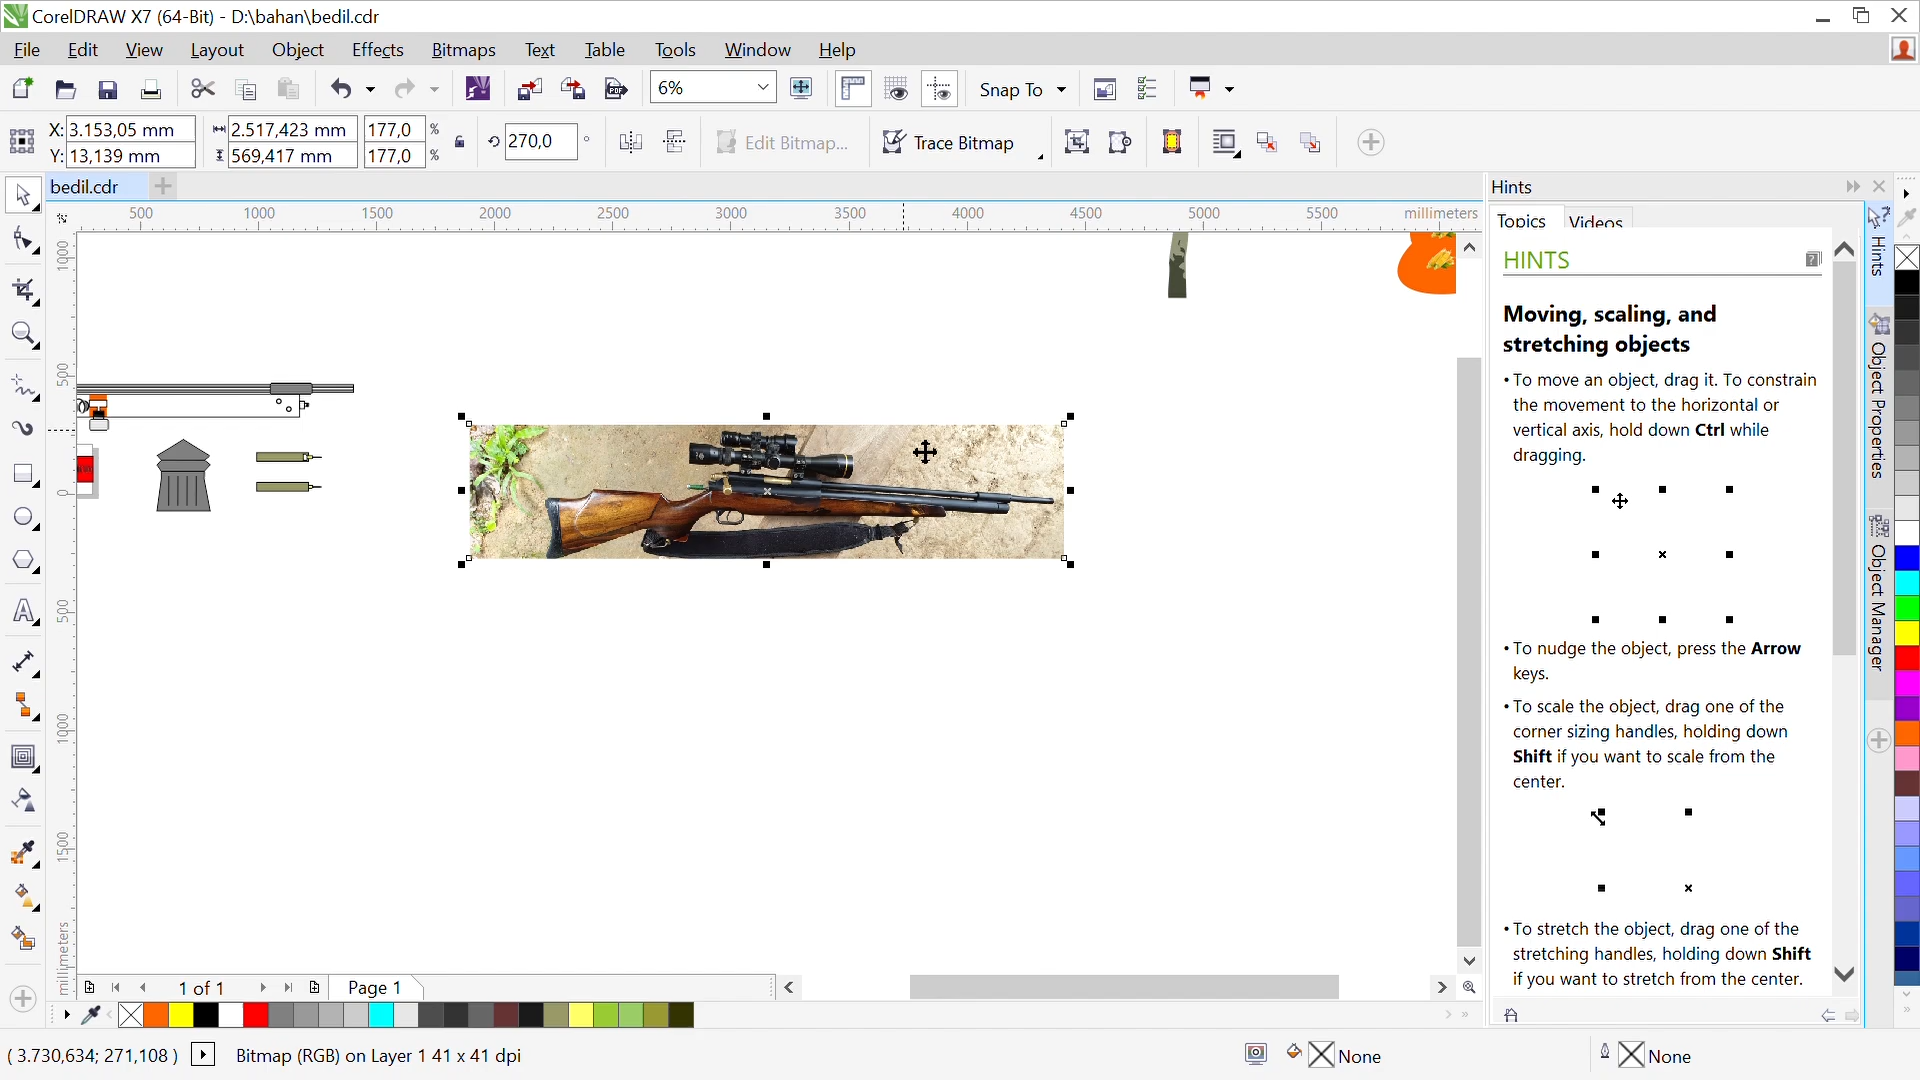 CorelDRAW X7 (64-Bit) - D:\bahan\bedil.cdr
File Edit View Layout Object Effects Bitmaps Text Table Tools Window Help
PDF 6% Snap To
X: 3.153,05 mm 2.517,423 mm 177,0 % 270,0 ° Edit Bitmap... Trace Bitmap
Y: 13,139 mm 569,417 mm 177,0 %
bedil.cdr
500 1000 1500 2000 2500 3000 3500 4000 4500 5000 5500 millimeters
1000
500
0
500
1000
1500
millimeters
Hints
Topics Videos
HINTS
Moving, scaling, and
stretching objects
• To move an object, drag it. To constrain
the movement to the horizontal or
vertical axis, hold down Ctrl while
dragging.
• To nudge the object, press the Arrow
keys.
• To scale the object, drag one of the
corner sizing handles, holding down
Shift if you want to scale from the
center.
• To stretch the object, drag one of the
stretching handles, holding down Shift
if you want to stretch from the center.
Hints
Object Properties
Object Manager
1 of 1 Page 1
( 3.730,634; 271,108 ) Bitmap (RGB) on Layer 1 41 x 41 dpi None None